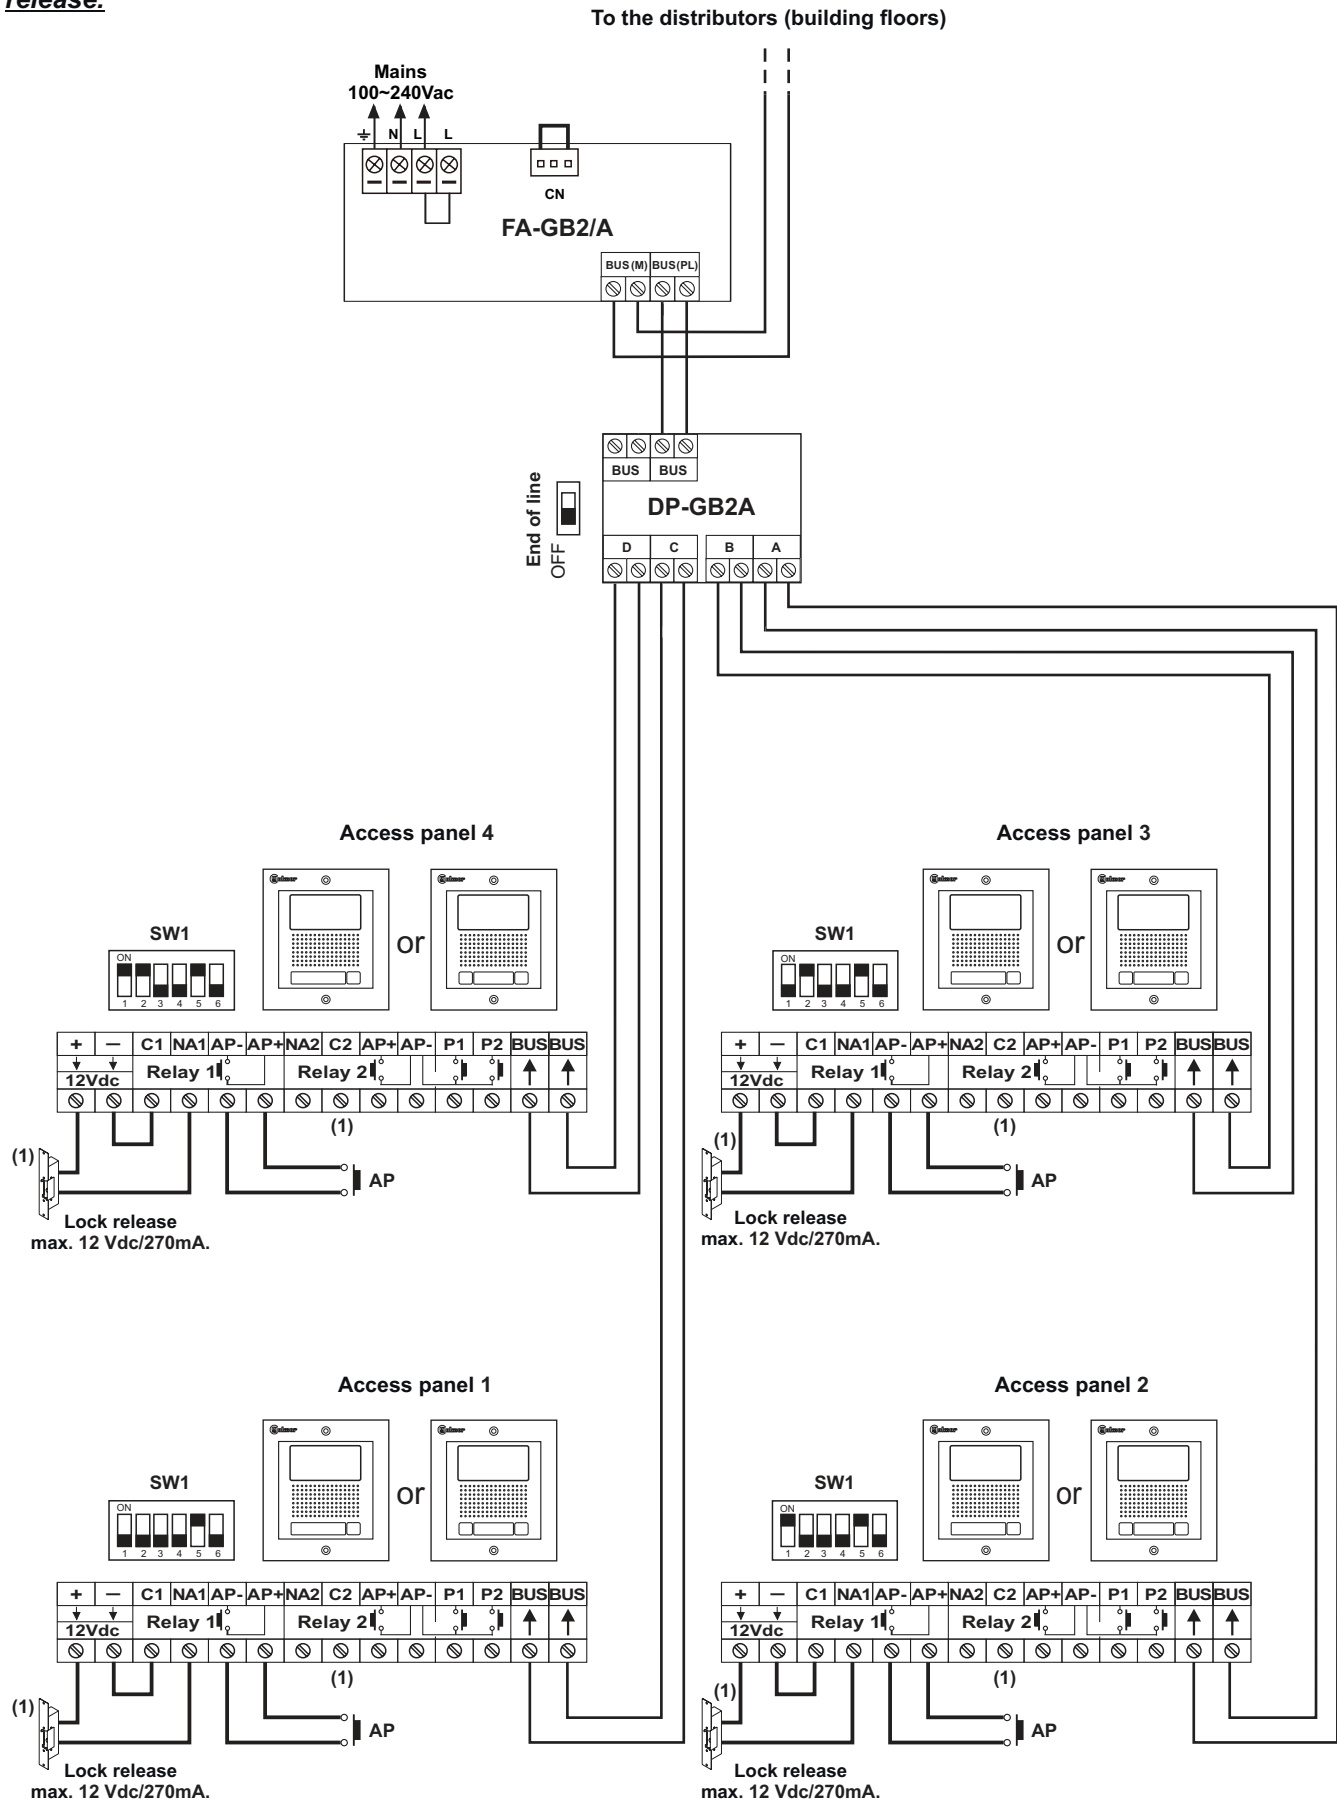 release.
To the distributors (building floors)
Mains
100~240Vac
N L L
CN
FA-GB2/A
BUS (M) BUS(PL)
BUS BUS
DP-GB2A
End of line
OFF
D C B A
Access panel 4
Golmar
Golmar
SW1
or
ON
1 2 3 4 5 6
+ — C1 NA1 AP- AP+ NA2 C2 AP+ AP- P1 P2 BUS BUS
12Vdc Relay 1 Relay 2
(1)
(1)
AP
Lock release
max. 12 Vdc/270mA.
Access panel 3
Golmar
Golmar
SW1
or
ON
1 2 3 4 5 6
+ — C1 NA1 AP- AP+ NA2 C2 AP+ AP- P1 P2 BUS BUS
12Vdc Relay 1 Relay 2
(1)
(1)
AP
Lock release
max. 12 Vdc/270mA.
Access panel 1
Golmar
Golmar
SW1
or
ON
1 2 3 4 5 6
+ — C1 NA1 AP- AP+ NA2 C2 AP+ AP- P1 P2 BUS BUS
12Vdc Relay 1 Relay 2
(1)
(1)
AP
Lock release
max. 12 Vdc/270mA.
Access panel 2
Golmar
Golmar
SW1
or
ON
1 2 3 4 5 6
+ — C1 NA1 AP- AP+ NA2 C2 AP+ AP- P1 P2 BUS BUS
12Vdc Relay 1 Relay 2
(1)
(1)
AP
Lock release
max. 12 Vdc/270mA.